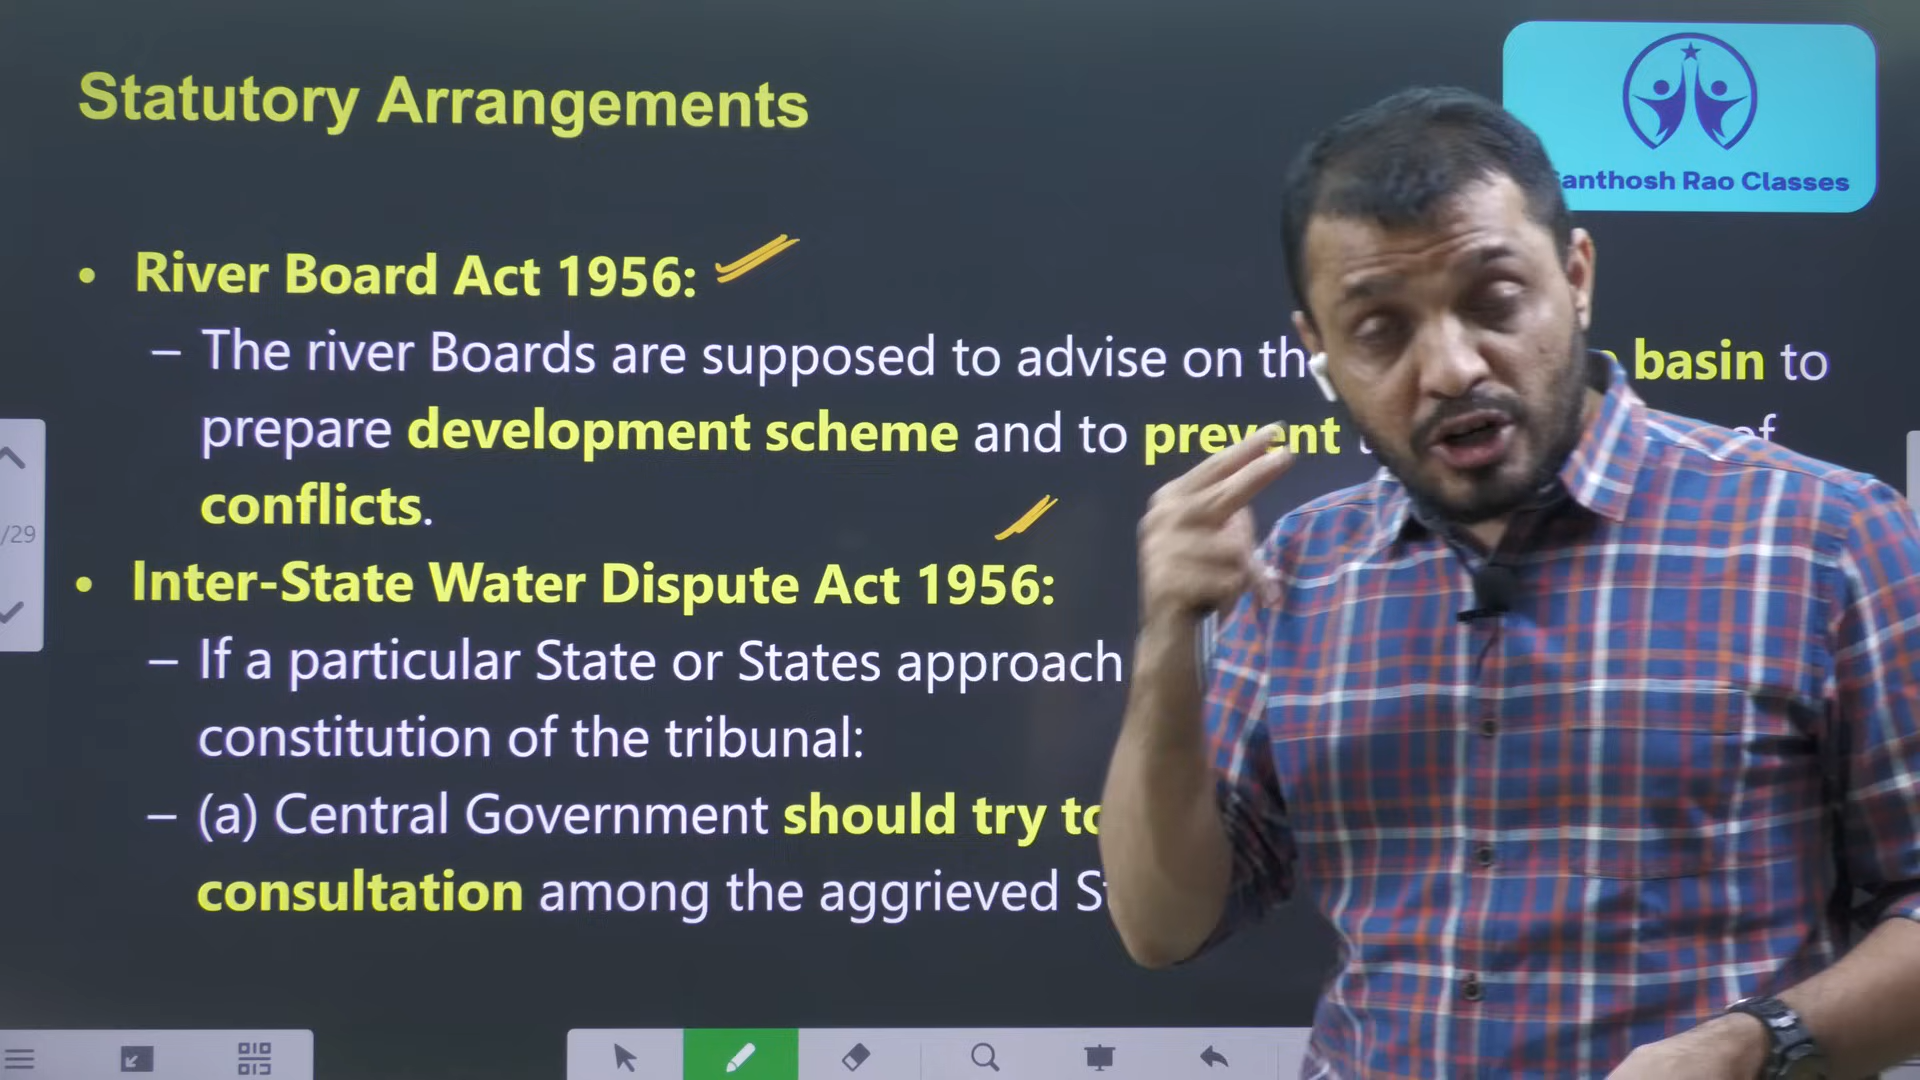 Statutory Arrangements
anthosh Rao Classes
• River Board Act 1956:
– The river Boards are supposed to advise on basin to
prepare development scheme and to prevent of
conflicts.
/29
• Inter-State Water Dispute Act 1956:
– If a particular State or States approach
constitution of the tribunal:
– (a) Central Government should try to
consultation among the aggrieved